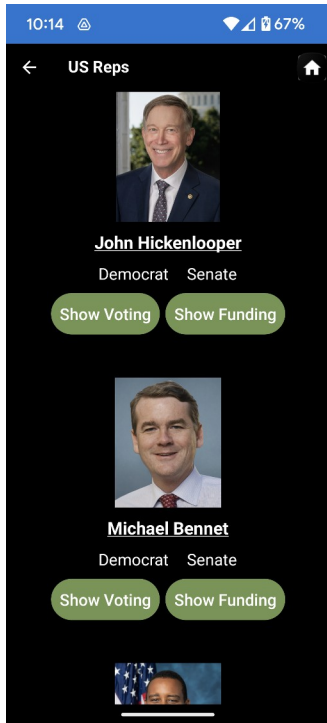 10:14 67%
US Reps
John Hickenlooper
Democrat Senate
Show Voting Show Funding
Michael Bennet
Democrat Senate
Show Voting Show Funding